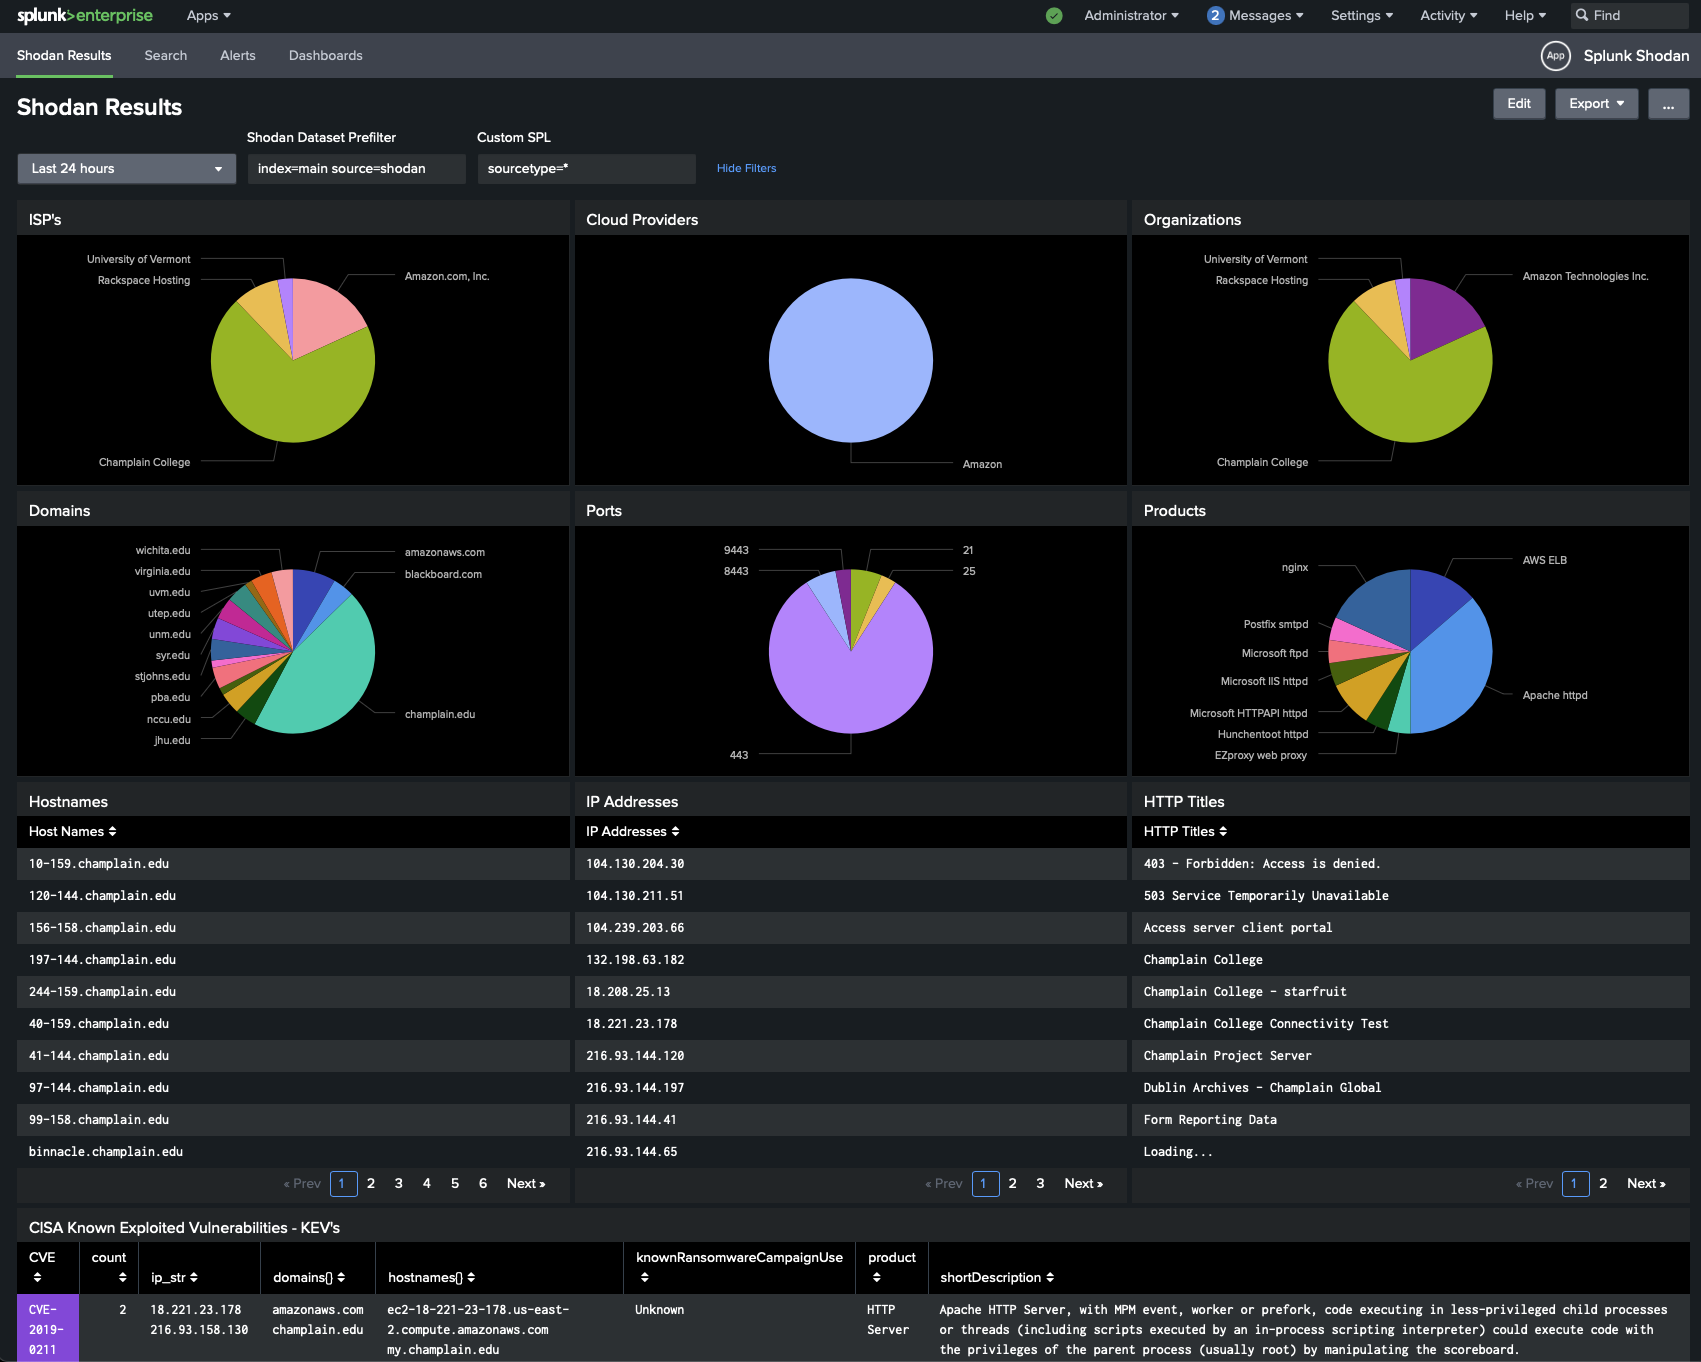 splunk>enterprise Apps Administrator 2 Messages Settings Activity Help Find
Shodan Results Search Alerts Dashboards App Splunk Shodan
Shodan Results Edit Export ...
Shodan Dataset Prefilter Custom SPL
Last 24 hours index=main source=shodan sourcetype=* Hide Filters
ISP's
University of Vermont
Rackspace Hosting
Amazon.com, Inc.
Champlain College
Cloud Providers
Amazon
Organizations
University of Vermont
Rackspace Hosting
Amazon Technologies Inc.
Champlain College
Domains
wichita.edu
virginia.edu
uvm.edu
utep.edu
unm.edu
syr.edu
stjohns.edu
pba.edu
nccu.edu
jhu.edu
amazonaws.com
blackboard.com
champlain.edu
Ports
9443
8443
21
25
443
Products
nginx
Postfix smtpd
Microsoft ftpd
Microsoft IIS httpd
Microsoft HTTPAPI httpd
Hunchentoot httpd
EZproxy web proxy
AWS ELB
Apache httpd
Hostnames
Host Names
10-159.champlain.edu
120-144.champlain.edu
156-158.champlain.edu
197-144.champlain.edu
244-159.champlain.edu
40-159.champlain.edu
41-144.champlain.edu
97-144.champlain.edu
99-158.champlain.edu
binnacle.champlain.edu
« Prev 1 2 3 4 5 6 Next »
IP Addresses
IP Addresses
104.130.204.30
104.130.211.51
104.239.203.66
132.198.63.182
18.208.25.13
18.221.23.178
216.93.144.120
216.93.144.197
216.93.144.41
216.93.144.65
« Prev 1 2 3 Next »
HTTP Titles
HTTP Titles
403 - Forbidden: Access is denied.
503 Service Temporarily Unavailable
Access server client portal
Champlain College
Champlain College - starfruit
Champlain College Connectivity Test
Champlain Project Server
Dublin Archives - Champlain Global
Form Reporting Data
Loading...
« Prev 1 2 Next »
CISA Known Exploited Vulnerabilities - KEV's
CVE count ip_str domains{} hostnames{} knownRansomwareCampaignUse product shortDescription
CVE- 2 18.221.23.178 amazonaws.com ec2-18-221-23-178.us-east- Unknown HTTP Apache HTTP Server, with MPM event, worker or prefork, code executing in less-privileged child processes
2019- 216.93.158.130 champlain.edu 2.compute.amazonaws.com Server or threads (including scripts executed by an in-process scripting interpreter) could execute code with
0211 my.champlain.edu the privileges of the parent process (usually root) by manipulating the scoreboard.